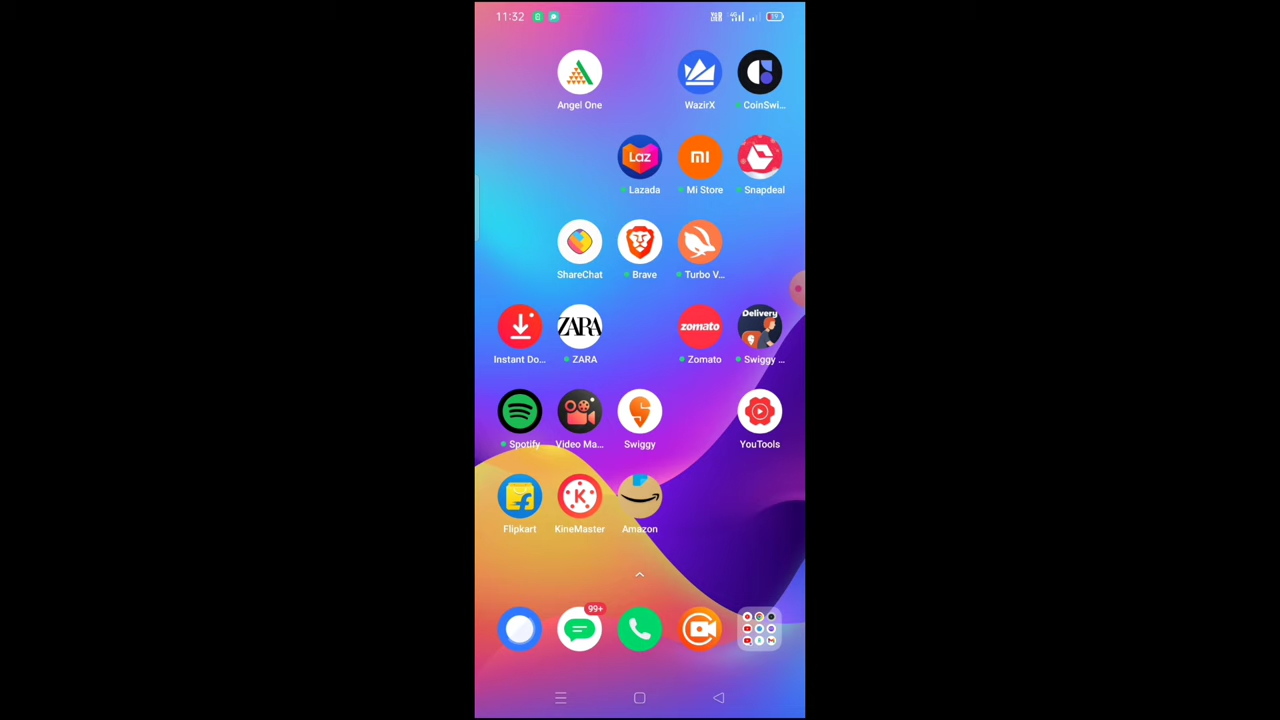 11:32
Angel One
WazirX
CoinSwi...
Laz
Lazada
mi
Mi Store
Snapdeal
ShareChat
Brave
Turbo V...
Instant Do...
ZARA
ZARA
zomato
Zomato
Delivery
Swiggy ...
Spotify
Video Ma...
Swiggy
YouTools
Flipkart
K
KineMaster
Amazon
99+